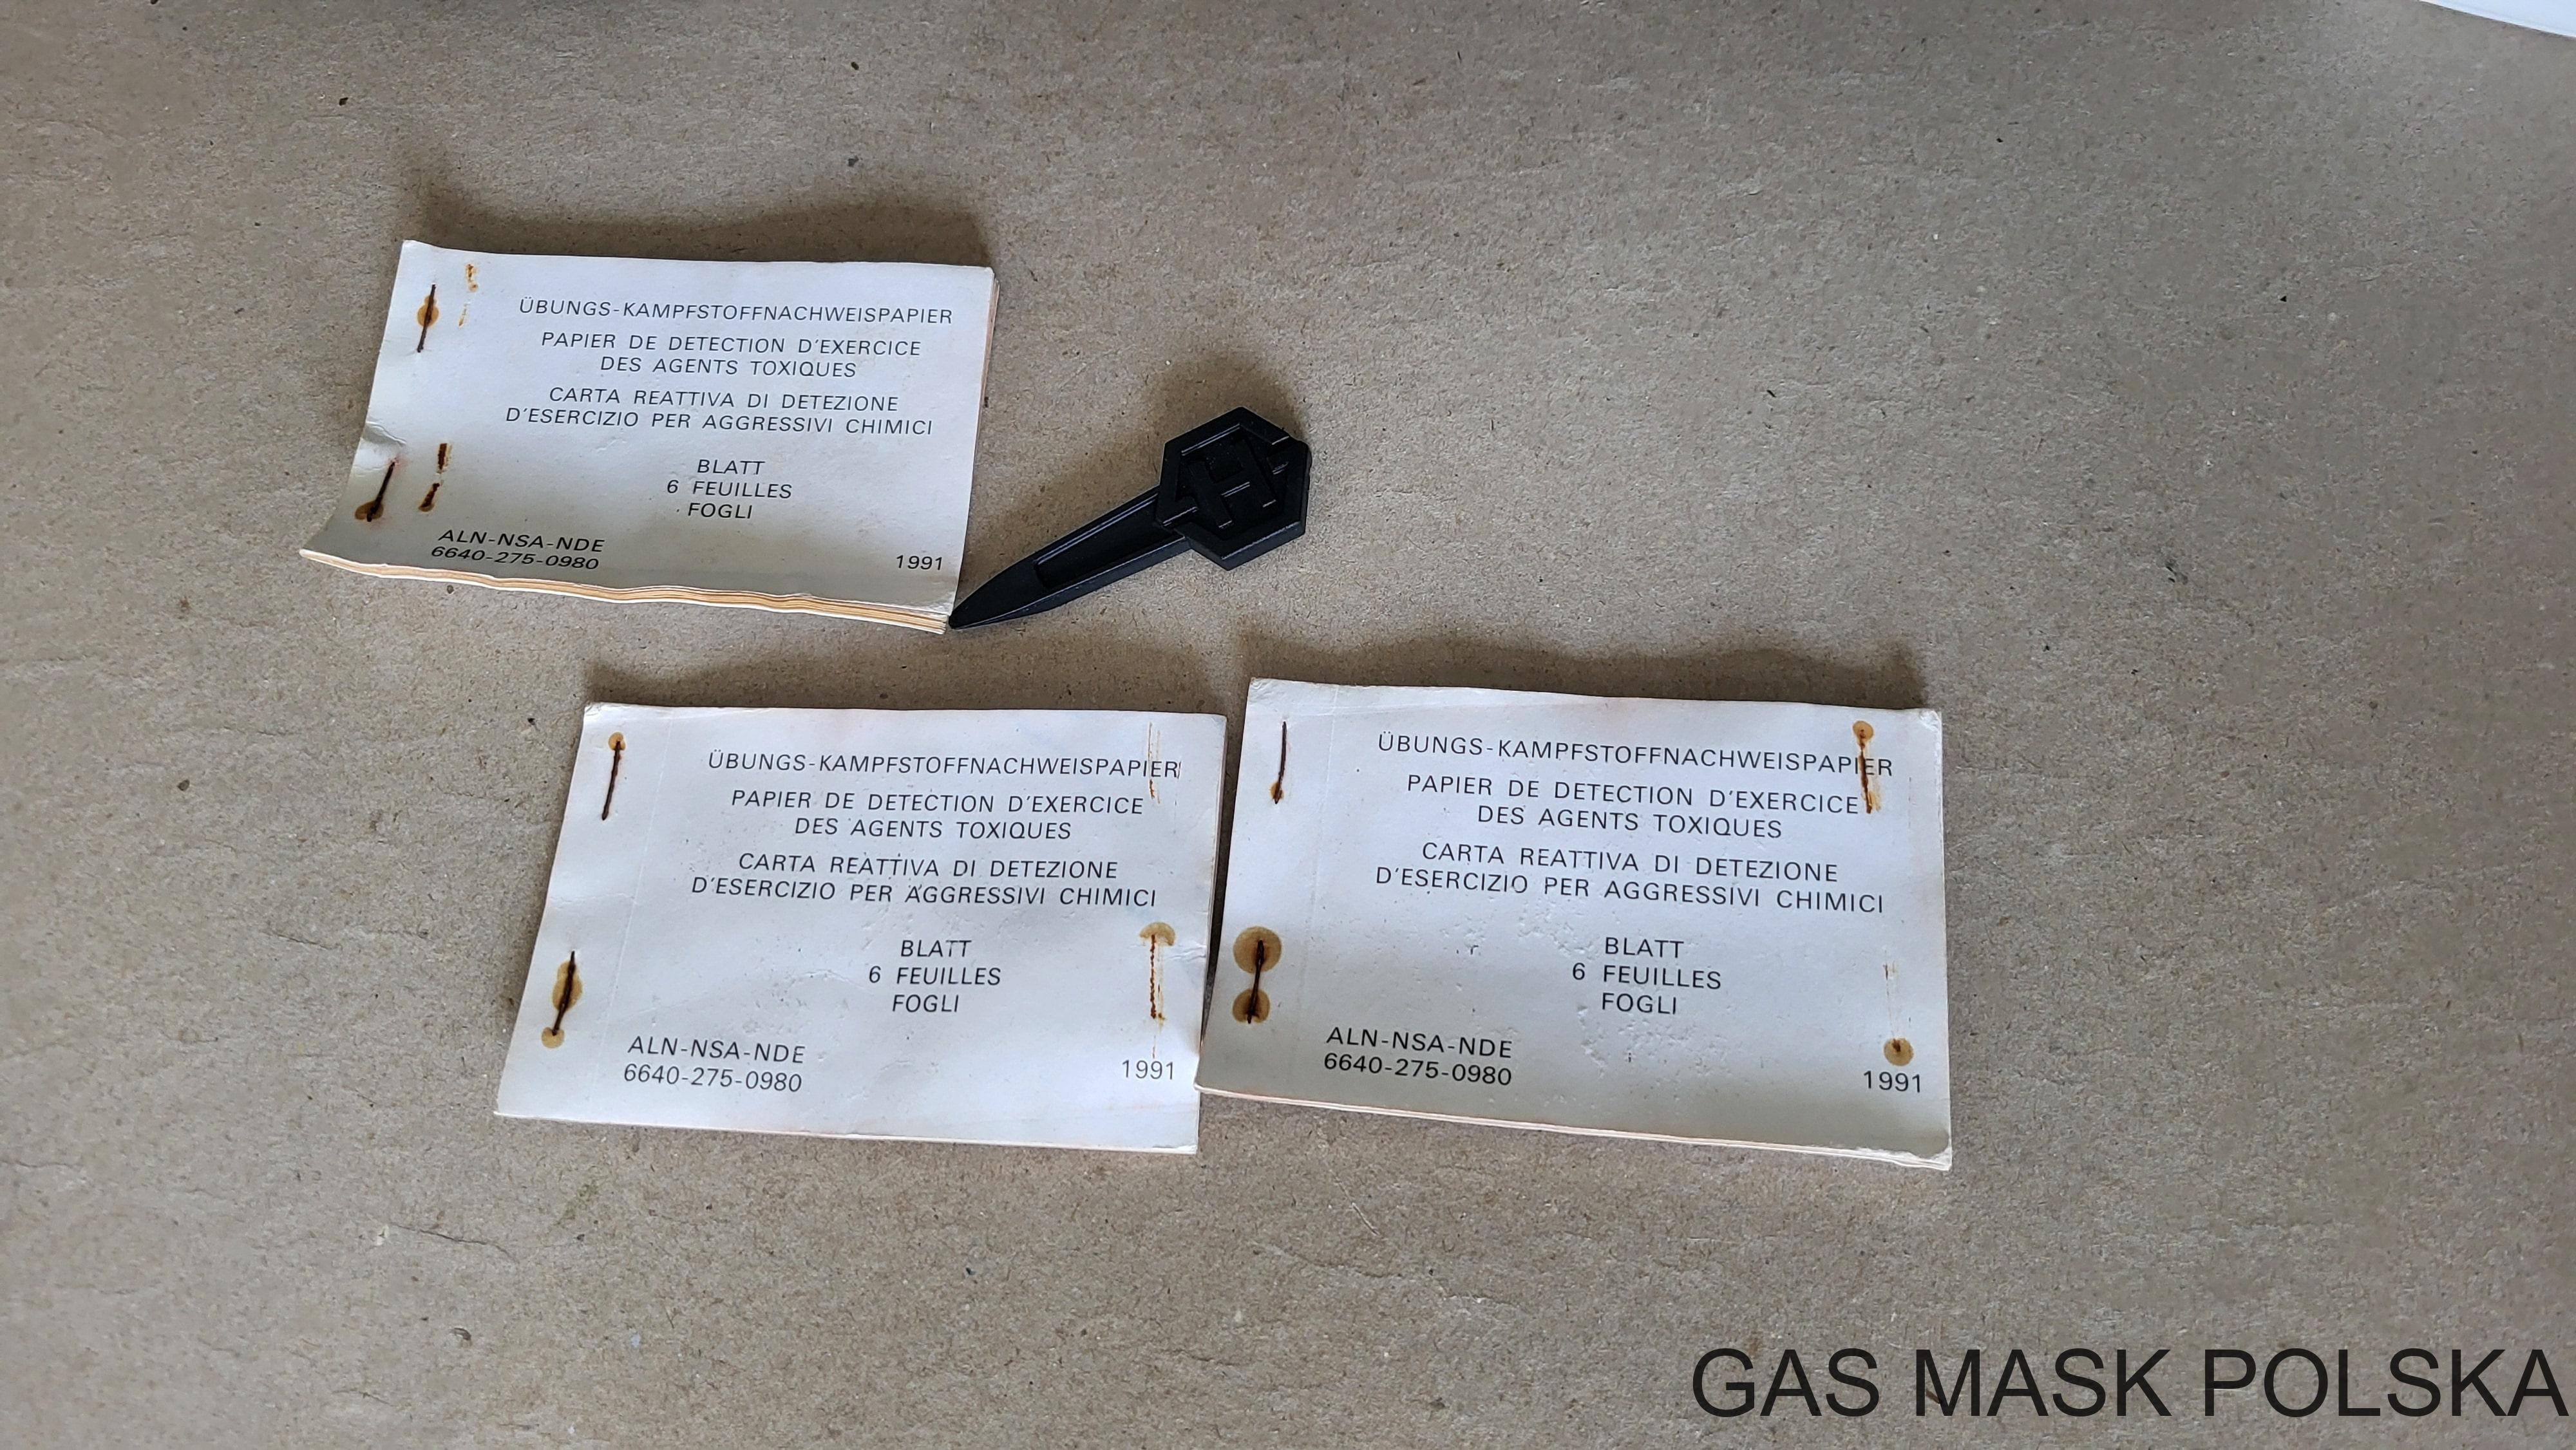 ÜBUNGS-KAMPFSTOFFNACHWEISPAPIER
PAPIER DE DETECTION D'EXERCICE
DES AGENTS TOXIQUES
CARTA REATTIVA DI DETEZIONE
D'ESERCIZIO PER AGGRESSIVI CHIMICI
BLATT
6 FEUILLES
FOGLI
ALN-NSA-NDE
6640-275-0980
1991
H
ÜBUNGS-KAMPFSTOFFNACHWEISPAPIER
PAPIER DE DETECTION D'EXERCICE
DES AGENTS TOXIQUES
CARTA REATTIVA DI DETEZIONE
D'ESERCIZIO PER AGGRESSIVI CHIMICI
BLATT
6 FEUILLES
FOGLI
ALN-NSA-NDE
6640-275-0980
1991
ÜBUNGS-KAMPFSTOFFNACHWEISPAPIER
PAPIER DE DETECTION D'EXERCICE
DES AGENTS TOXIQUES
CARTA REATTIVA DI DETEZIONE
D'ESERCIZIO PER AGGRESSIVI CHIMICI
BLATT
6 FEUILLES
FOGLI
ALN-NSA-NDE
6640-275-0980
1991
GAS MASK POLSKA